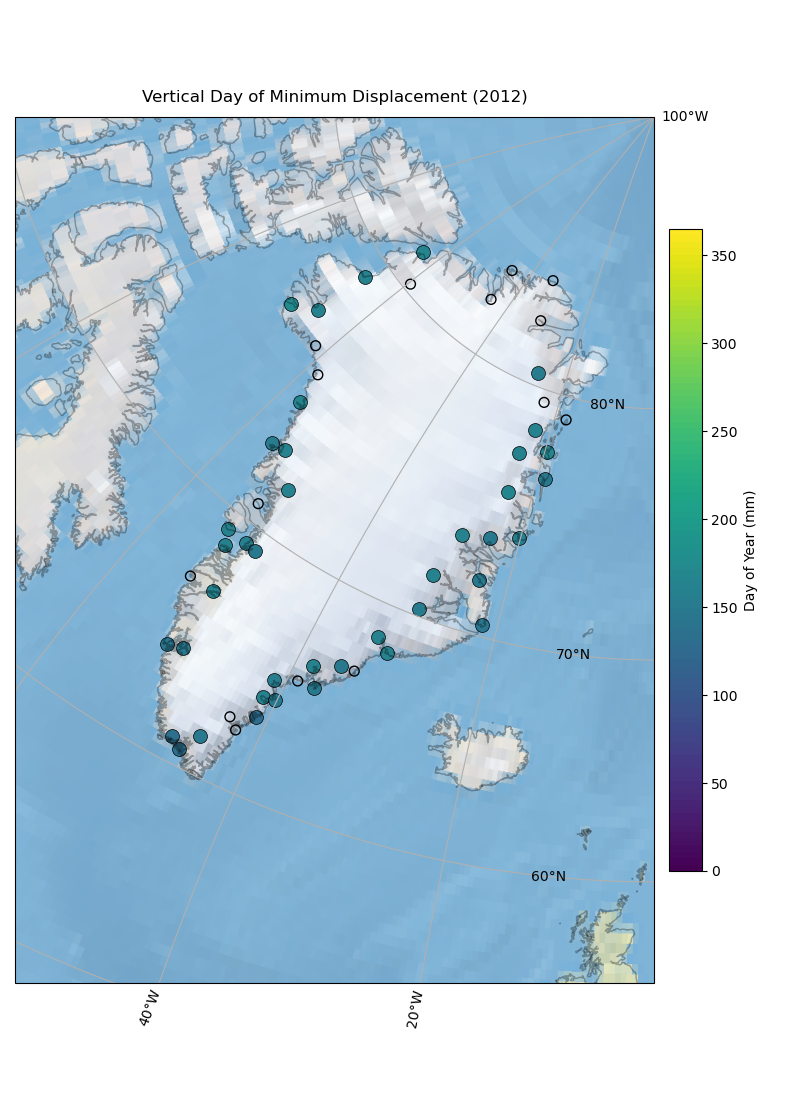 Vertical Day of Minimum Displacement (2012)
100°W
350
300
80°N
250
200
Day of Year (mm)
150
70°N
100
50
0
60°N
40°W
20°W